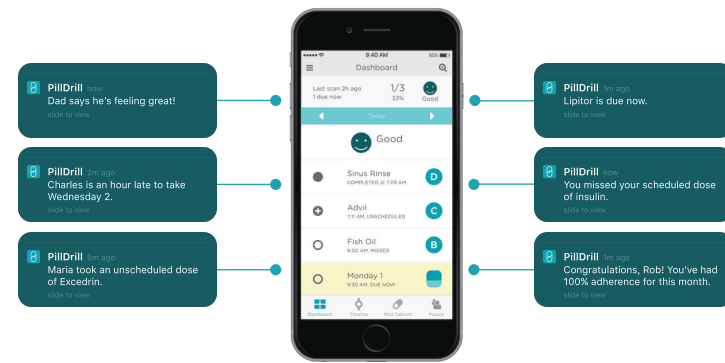 PillDrill now
Dad says he's feeling great!
slide to view
PillDrill 2m ago
Charles is an hour late to take
Wednesday 2.
slide to view
PillDrill 5m ago
Maria took an unscheduled dose
of Excedrin.
slide to view
9:40 AM
80%
Dashboard
Last scan 2h ago
1 due now
1/3
33%
Good
Today
Good
Sinus Rinse
COMPLETED @ 7:09 AM
D
Advil
7:11 AM, UNSCHEDULED
C
Fish Oil
8:00 AM, MISSED
B
Monday 1
9:30 AM, DUE NOW
Dashboard
Timeline
Med Cabinet
People
PillDrill 1m ago
Lipitor is due now.
slide to view
PillDrill now
You missed your scheduled dose
of insulin.
slide to view
PillDrill 1m ago
Congratulations, Rob! You've had
100% adherence for this month.
slide to view